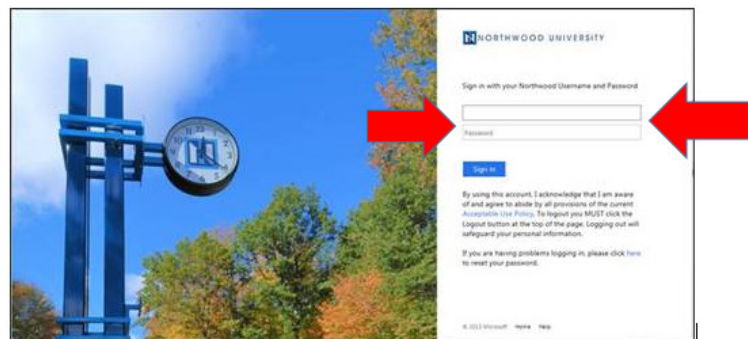 NORTHWOOD UNIVERSITY
Sign in with your Northwood Username and Password
Password
Sign in
By using this account, I acknowledge that I am aware
of and agree to abide by all provisions of the current
Acceptable Use Policy. To logout you MUST click the
Logout button at the top of the page. Logging out will
safeguard your personal information.
If you are having problems logging in, please click here
to reset your password.
© 2013 Microsoft Home Help